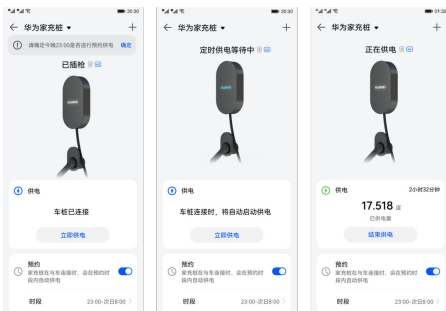 20:30
华为家充桩
请确定今晚23:00是否进行预约供电 确定
已插枪
供电
车桩已连接
立即供电
预约
家充桩在与车连接时，会在预约时
段内自动供电
时段 23:00-次日8:00
20:30
华为家充桩
定时供电等待中
供电
车桩连接时，将自动启动供电
立即供电
预约
家充桩在与车连接时，会在预约时
段内自动供电
时段 23:00-次日8:00
01:32
华为家充桩
正在供电
供电 2小时32分钟
17.518 度
已供电量
结束供电
预约
家充桩在与车连接时，会在预约时
段内自动供电
时段 23:00-次日8:00